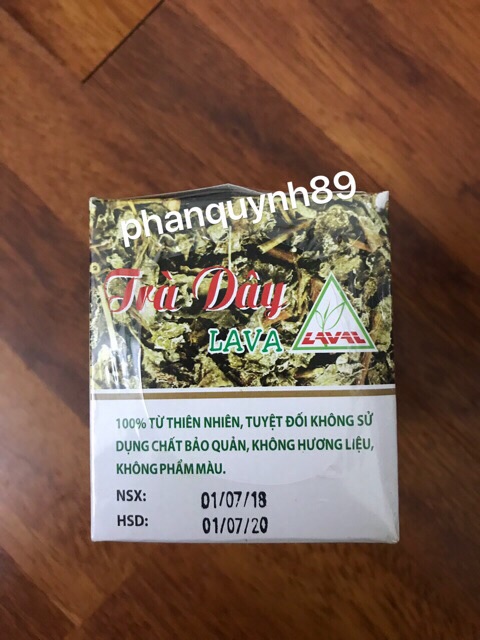 phanquynh89
Trà Dây
LAVA
LAVAL
100% TỪ THIÊN NHIÊN, TUYỆT ĐỐI KHÔNG SỬ
DỤNG CHẤT BẢO QUẢN, KHÔNG HƯƠNG LIỆU,
KHÔNG PHẨM MÀU.
NSX: 01/07/18
HSD: 01/07/20